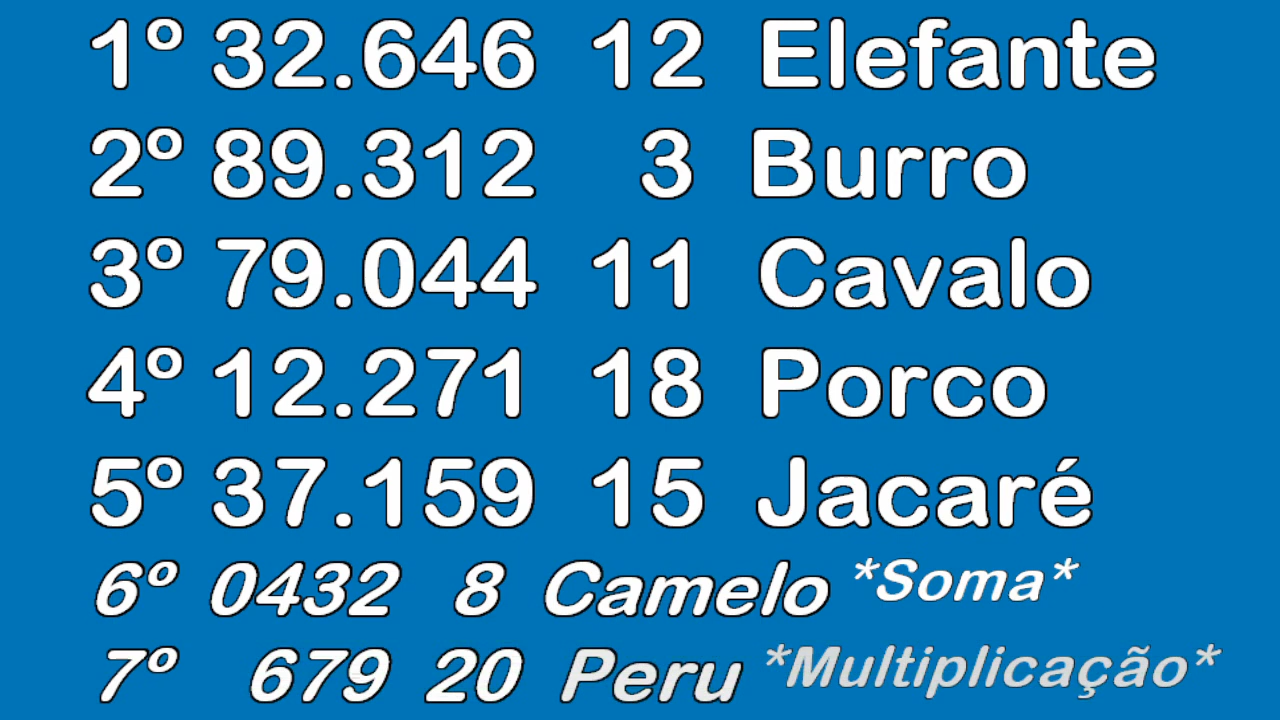 1º 32.646 12 Elefante
2º 89.312 3 Burro
3º 79.044 11 Cavalo
4º 12.271 18 Porco
5º 37.159 15 Jacaré
6º 0432 8 Camelo *Soma*
7º 679 20 Peru *Multiplicação*